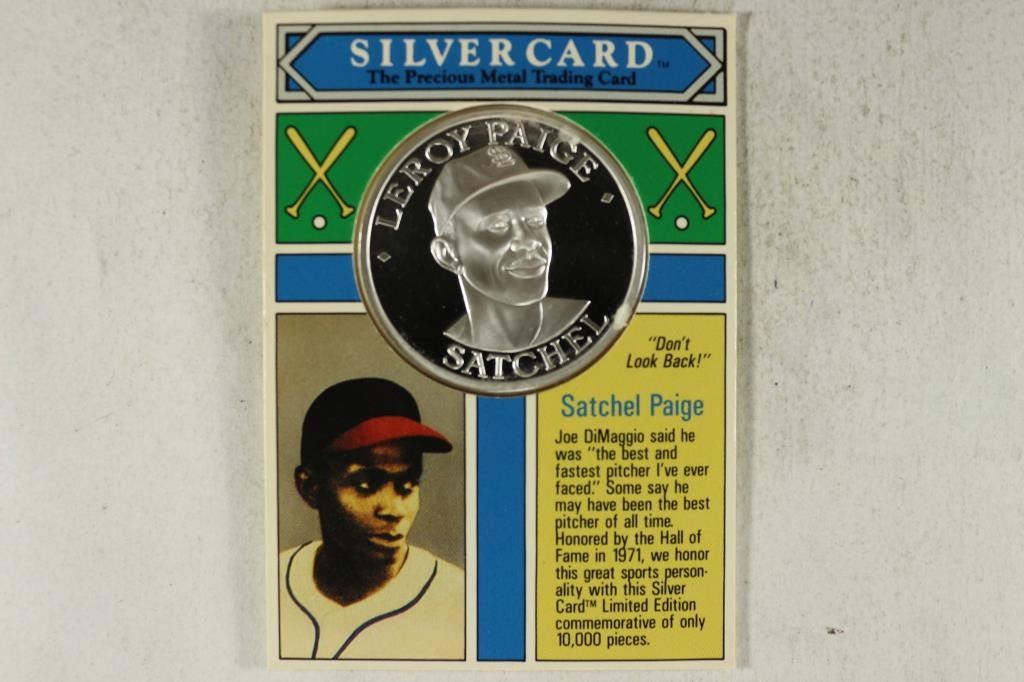 SILVER CARD™
The Precious Metal Trading Card
LEROY PAIGE
StL
SATCHEL
"Don't
Look Back!"
Satchel Paige
Joe DiMaggio said he
was "the best and
fastest pitcher I've ever
faced." Some say he
may have been the best
pitcher of all time.
Honored by the Hall of
Fame in 1971, we honor
this great sports person-
ality with this Silver
Card™ Limited Edition
commemorative of only
10,000 pieces.